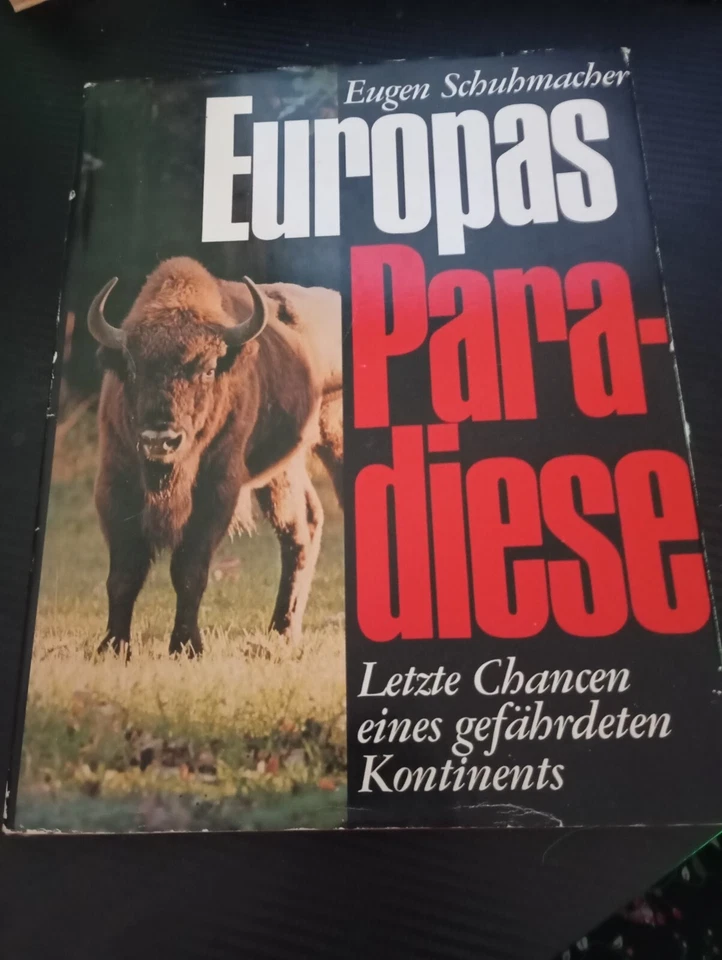 Eugen Schuhmacher
Europas
Para-
diese
Letzte Chancen
eines gefährdeten
Kontinents